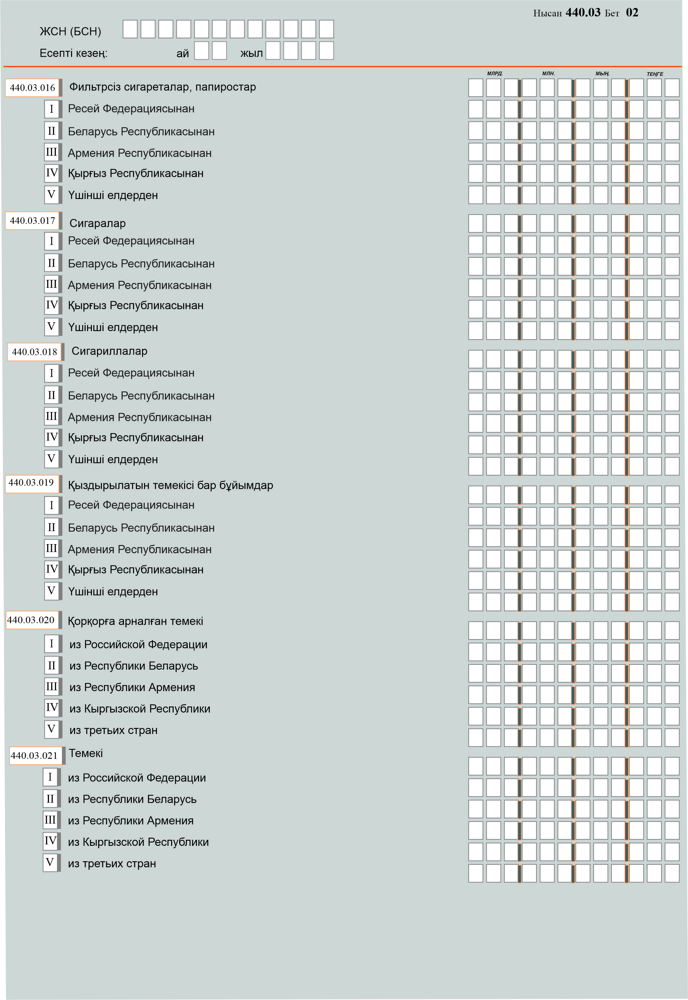 Нысан 440.03 Бет 02
ЖСН (БСН)
Есепті кезең: ай жыл
МЛРД. МЛН. МЫҢ. ТЕҢГЕ
440.03.016 Фильтрсіз сигареталар, папиростар
I Ресей Федерациясынан
II Беларусь Республикасынан
III Армения Республикасынан
IV Қырғыз Республикасынан
V Үшінші елдерден
440.03.017 Сигаралар
I Ресей Федерациясынан
II Беларусь Республикасынан
III Армения Республикасынан
IV Қырғыз Республикасынан
V Үшінші елдерден
440.03.018 Сигариллалар
I Ресей Федерациясынан
II Беларусь Республикасынан
III Армения Республикасынан
IV Қырғыз Республикасынан
V Үшінші елдерден
440.03.019 Қыздырылатын темекісі бар бұйымдар
I Ресей Федерациясынан
II Беларусь Республикасынан
III Армения Республикасынан
IV Қырғыз Республикасынан
V Үшінші елдерден
440.03.020 Қорқорға арналған темекі
I из Российской Федерации
II из Республики Беларусь
III из Республики Армения
IV из Кыргызской Республики
V из третьих стран
440.03.021 Темекі
I из Российской Федерации
II из Республики Беларусь
III из Республики Армения
IV из Кыргызской Республики
V из третьих стран